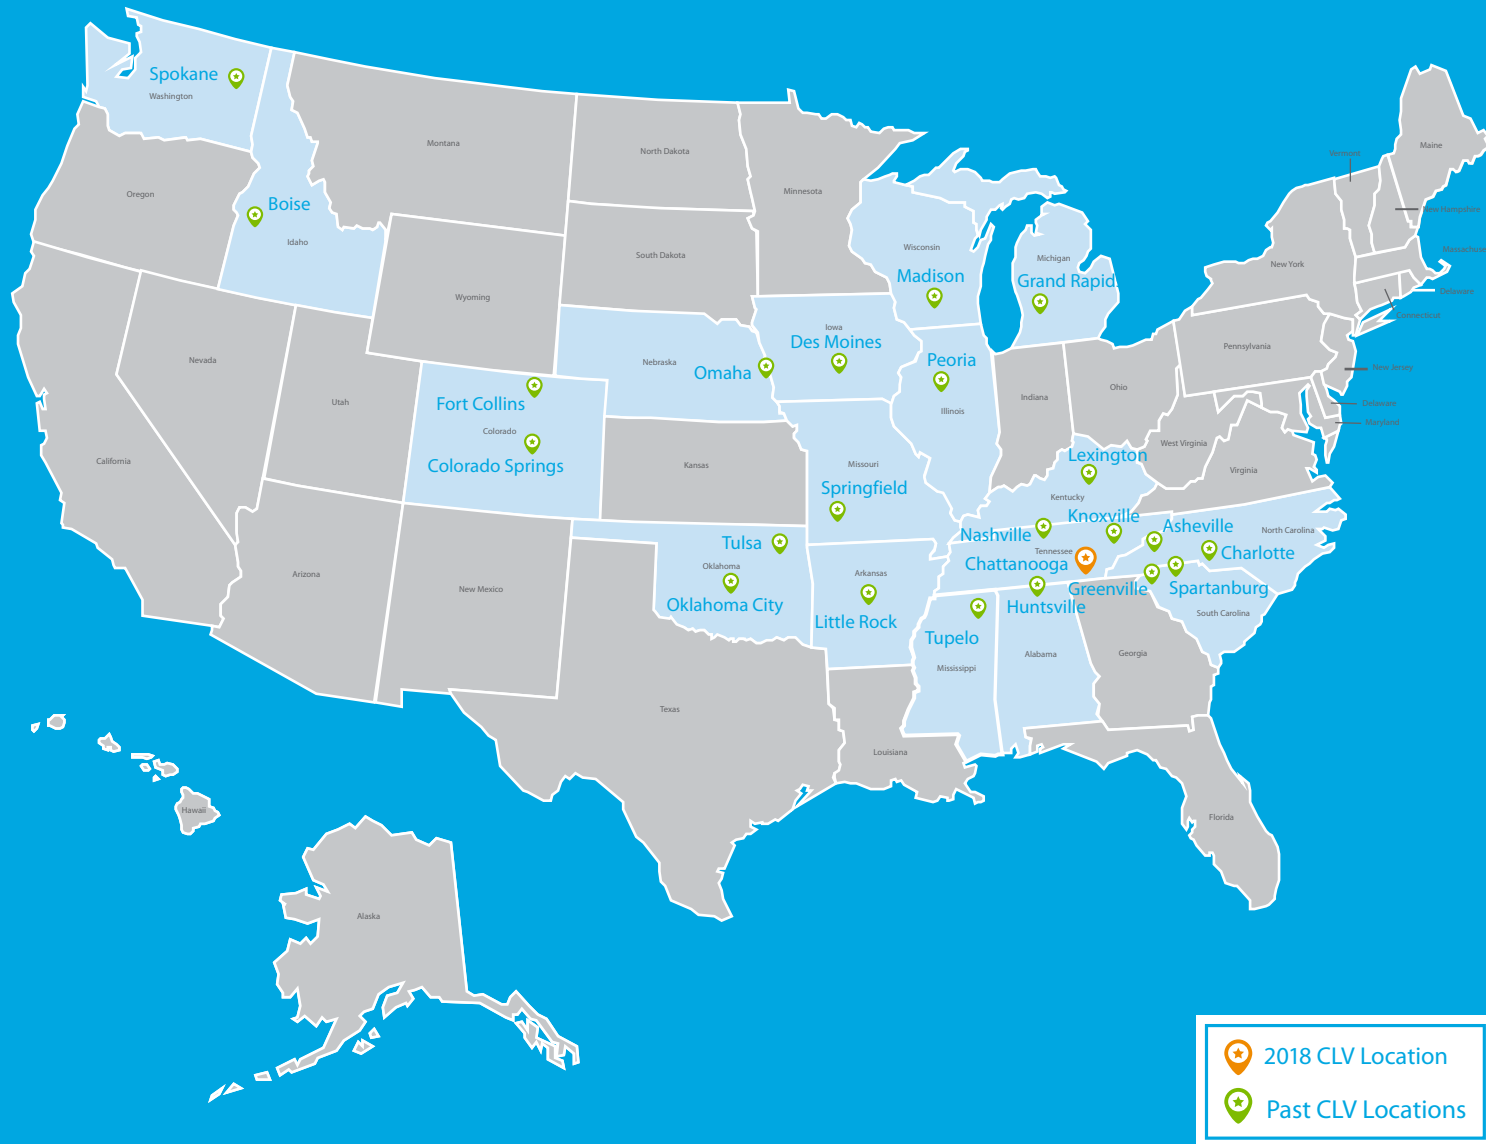 Spokane
Washington
Montana
North Dakota
Minnesota
Vermont
Maine
Oregon
Boise
Idaho
New Hampshire
South Dakota
Wisconsin
Michigan
Massachuse
New York
Madison
Grand Rapid
Wyoming
Delaware
Connecticut
Iowa
Des Moines
Pennsylvania
Nevada
Nebraska
Omaha
Peoria
New Jersey
Utah
Fort Collins
Colorado
Colorado Springs
Illinois
Indiana
Ohio
Delaware
Maryland
California
Kansas
Missouri
Springfield
Lexington
Kentucky
West Virginia
Virginia
Nashville
Knoxville
Asheville
North Carolina
Tulsa
Oklahoma
Oklahoma City
Tennessee
Chattanooga
Charlotte
Arizona
New Mexico
Arkansas
Little Rock
Huntsville
Greenville
Spartanburg
South Carolina
Tupelo
Mississippi
Alabama
Georgia
Texas
Louisiana
Hawaii
Florida
Alaska
2018 CLV Location
Past CLV Locations